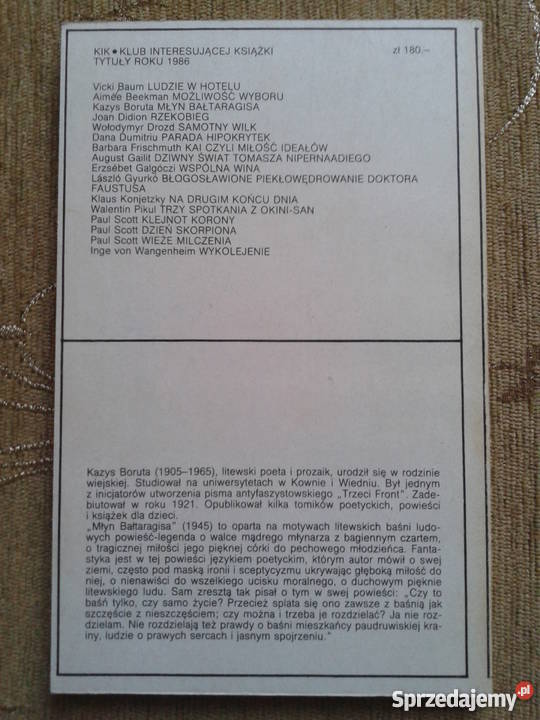 KIK ● KLUB INTERESUJĄCEJ KSIĄŻKI zł 180.–
TYTUŁY ROKU 1986
Vicki Baum LUDZIE W HOTELU
Aimée Beekman MOŻLIWOŚĆ WYBORU
Kazys Boruta MŁYN BAŁTARAGISA
Joan Didion RZEKOBIEG
Wołodymyr Drozd SAMOTNY WILK
Dana Dumitriu PARADA HIPOKRYTEK
Barbara Frischmuth KAI CZYLI MIŁOŚĆ IDEAŁÓW
August Gailit DZIWNY ŚWIAT TOMASZA NIPERNAADIEGO
Erzsébet Galgóczi WSPÓLNA WINA
László Gyurkó BŁOGOSŁAWIONE PIEKŁOWĘDROWANIE DOKTORA
FAUSTUSA
Klaus Konjetzky NA DRUGIM KOŃCU DNIA
Walentin Pikul TRZY SPOTKANIA Z OKINI-SAN
Paul Scott KLEJNOT KORONY
Paul Scott DZIEŃ SKORPIONA
Paul Scott WIEŻE MILCZENIA
Inge von Wangenheim WYKOLEJENIE
Kazys Boruta (1905–1965), litewski poeta i prozaik, urodził się w rodzinie
wiejskiej. Studiował na uniwersytetach w Kownie i Wiedniu. Był jednym
z inicjatorów utworzenia pisma antyfaszystowskiego „Trzeci Front". Zade-
biutował w roku 1921. Opublikował kilka tomików poetyckich, powieści
i książek dla dzieci.
„Młyn Bałtaragisa" (1945) to oparta na motywach litewskich baśni ludo-
wych powieść-legenda o walce mądrego młynarza z bagiennym czartem,
o tragicznej miłości jego pięknej córki do pechowego młodzieńca. Fanta-
styka jest w tej powieści językiem poetyckim, którym autor mówi o swej
ziemi, często pod maską ironii i sceptycyzmu ukrywając głęboką miłość do
niej, o nienawiści do wszelkiego ucisku moralnego, o duchowym pięknie
litewskiego ludu. Sam zresztą tak pisał o tym w swej powieści: „Czy to
baśń tylko, czy samo życie? Przecież splata się ono zawsze z baśnią jak
szczęście z nieszczęściem; czy można i trzeba je rozdzielać? Ja nie roz-
dzielam. Nie rozdzielają też prawdy o baśni mieszkańcy paudruwiskiej kra-
iny, ludzie o prawych sercach i jasnym spojrzeniu."
Sprzedajemy.pl